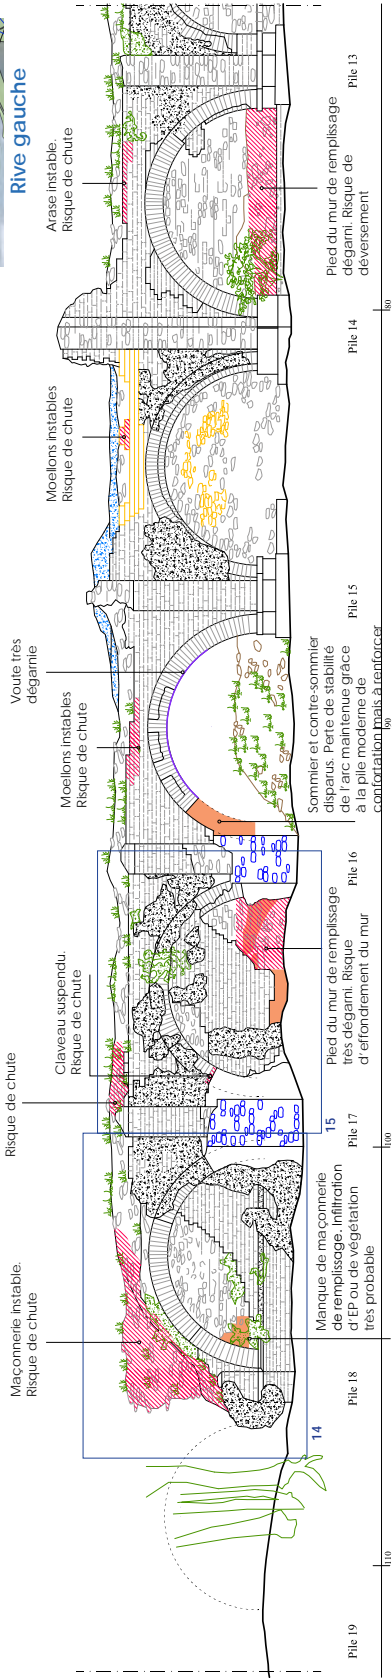 Rive gauche
Maçonnerie instable.
Risque de chute
Risque de chute
Claveau suspendu.
Risque de chute
Moellons instables
Risque de chute
Voute très
dégarnie
Moellons instables
Risque de chute
Arase instable.
Risque de chute
14
Manque de maçonnerie
de remplissage. Infiltration
d'EP ou de végétation
très probable
15
Pied du mur de remplissage
très dégarni. Risque
d'effondrement du mur
Sommier et contre-sommier
disparus. Perte de stabilité
de l'arc maintenue grâce
à la pile moderne de
confortation mais à renforcer
Pied du mur de remplissage
dégarni. Risque de
déversement
Pile 19
Pile 18
Pile 17
Pile 16
Pile 15
Pile 14
Pile 13
110
100
90
80